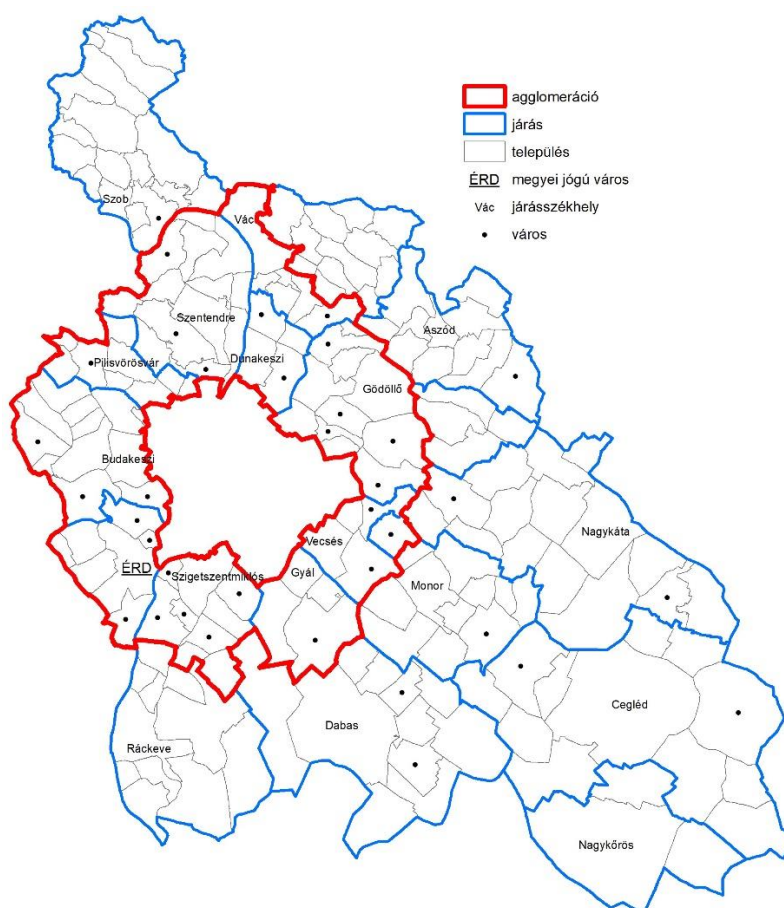 agglomeráció
járás
település
ÉRD megyei jógú város
Vác járásszékhely
város
Szob
Vác
Szentendre
Aszód
Pilisvörösvár
Dunakeszi
Gödöllő
Budakeszi
Nagykáta
Vecsés
ÉRD
Szigetszentmiklós
Gyál
Monor
Cegléd
Dabas
Ráckeve
Nagykőrös